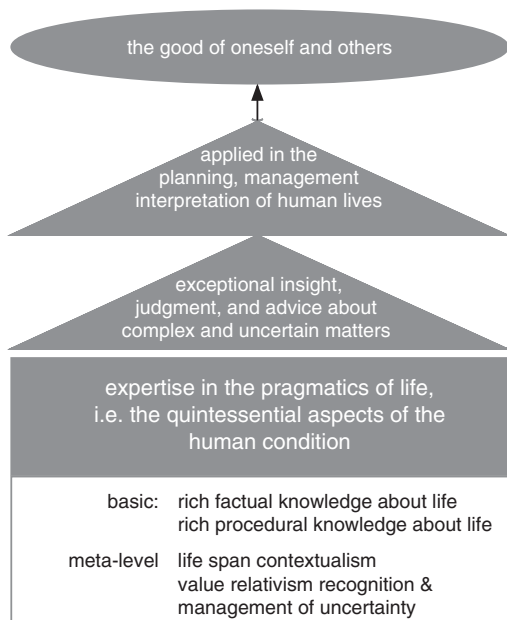 the good of oneself and others
applied in the
planning, management
interpretation of human lives
exceptional insight,
judgment, and advice about
complex and uncertain matters
expertise in the pragmatics of life,
i.e. the quintessential aspects of the
human condition
basic: rich factual knowledge about life
rich procedural knowledge about life
meta-level life span contextualism
value relativism recognition &
management of uncertainty